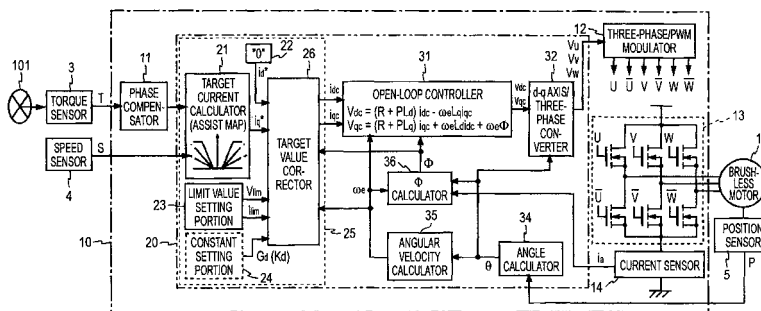 101
3
TORQUE
SENSOR
T
11
PHASE
COMPEN-
SATOR
SPEED
SENSOR
4
S
10
20
21
TARGET
CURRENT
CALCULATOR
(ASSIST MAP)
"0"
22
id*
iq*
26
TARGET
VALUE
COR-
RECTOR
23
LIMIT VALUE
SETTING
PORTION
Vlim
ilim
CONSTANT
SETTING
PORTION
24
Gd {Kd}
25
idc
iqc
31
OPEN-LOOP CONTROLLER
Vdc = (R + PLd) idc - ωeLqiqc
Vqc = (R + PLq) iqc + ωeLdidc + ωeΦ
Vdc
Vqc
32
d-q AXIS/
THREE-
PHASE
CON-
VERTER
36
Φ
Φ
CALCULATOR
ωe
35
ANGULAR
VELOCITY
CALCULATOR
θ
34
ANGLE
CALCULATOR
12
THREE-PHASE/PWM
MODULATOR
Vu
Vv
Vw
U U̅ V V̅ W W̅
13
U V W
U̅ V̅ W̅
1
BRUSH-
LESS
MOTOR
POSITION
SENSOR
5
P
ia
CURRENT SENSOR
14